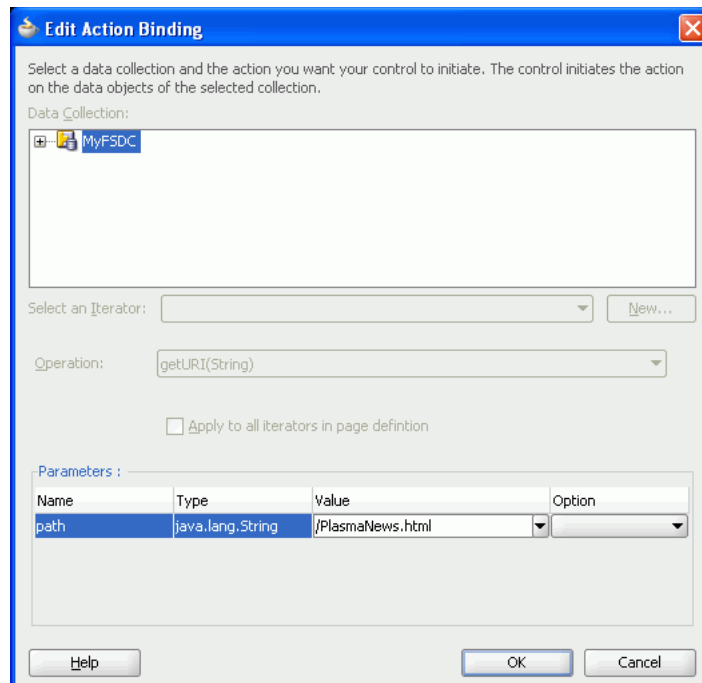 Edit Action Binding
Select a data collection and the action you want your control to initiate. The control initiates the action
on the data objects of the selected collection.
Data Collection:
MyFSDC
Select an Iterator:
New...
Operation:
getURI(String)
Apply to all iterators in page defintion
Parameters :
Name Type Value Option
path java.lang.String /PlasmaNews.html
Help OK Cancel